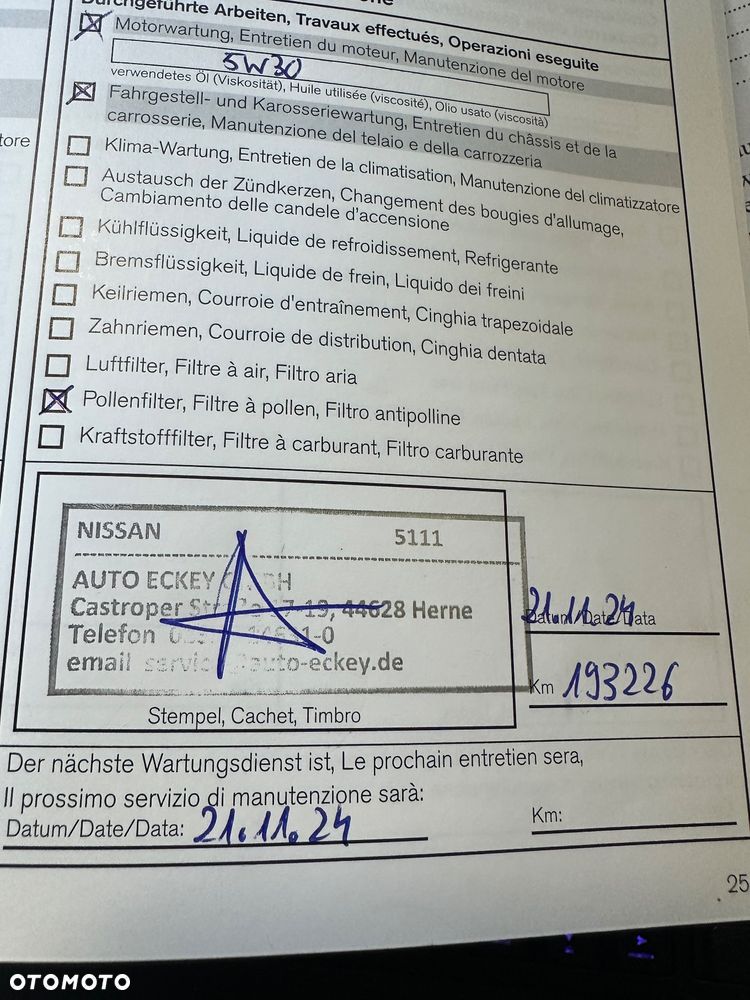 Durchgeführte Arbeiten, Travaux effectués, Operazioni eseguite
Motorwartung, Entretien du moteur, Manutenzione del motore
5W30
verwendetes Öl (Viskosität), Huile utilisée (viscosité), Olio usato (viscosità)
Fahrgestell- und Karosseriewartung, Entretien du châssis et de la
carrosserie, Manutenzione del telaio e della carrozzeria
Klima-Wartung, Entretien de la climatisation, Manutenzione del climatizzatore
Austausch der Zündkerzen, Changement des bougies d'allumage,
Cambiamento delle candele d'accensione
Kühlflüssigkeit, Liquide de refroidissement, Refrigerante
Bremsflüssigkeit, Liquide de frein, Liquido dei freini
Keilriemen, Courroie d'entraînement, Cinghia trapezoidale
Zahnriemen, Courroie de distribution, Cinghia dentata
Luftfilter, Filtre à air, Filtro aria
Pollenfilter, Filtre à pollen, Filtro antipolline
Kraftstofffilter, Filtre à carburant, Filtro carburante
NISSAN 5111
AUTO ECKEY
Castroper 44628 Herne
Telefon
email auto-eckey.de
Stempel, Cachet, Timbro
21.11.24
Datum/Date/Data
Km 193226
Der nächste Wartungsdienst ist, Le prochain entretien sera,
Il prossimo servizio di manutenzione sarà:
Datum/Date/Data: 21.11.24
Km:
25
OTOMOTO